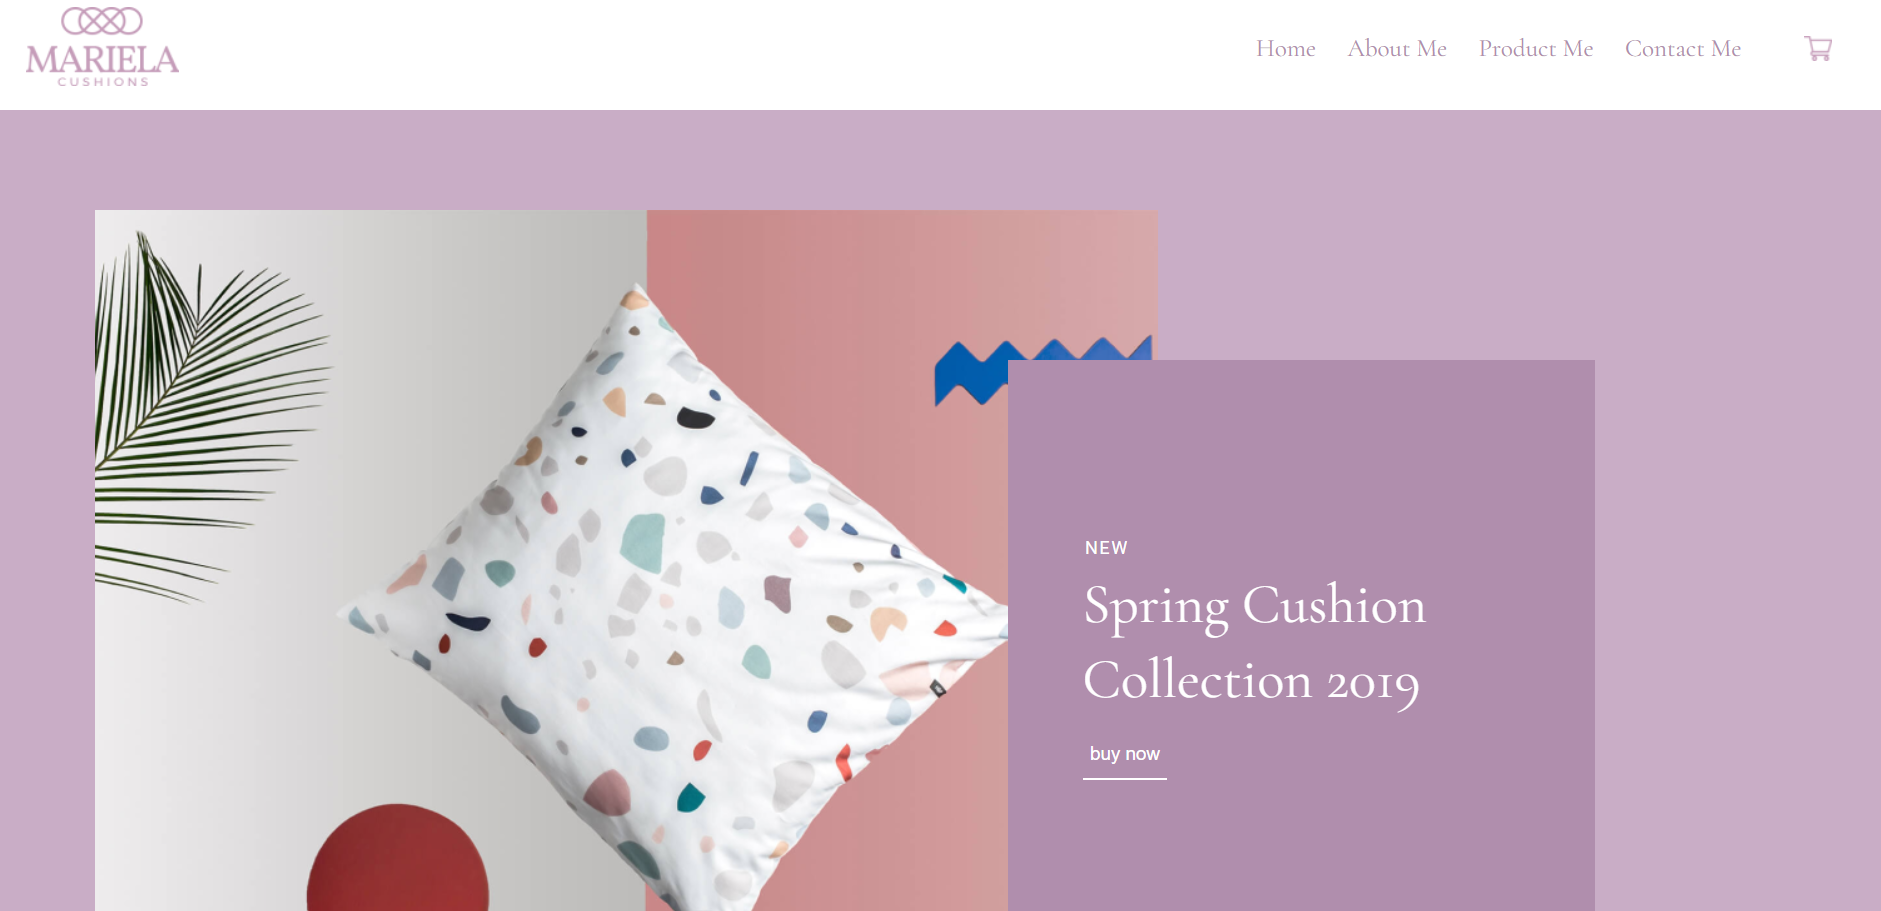 MARIELA
CUSHIONS
Home About Me Product Me Contact Me
NEW
Spring Cushion
Collection 2019
buy now